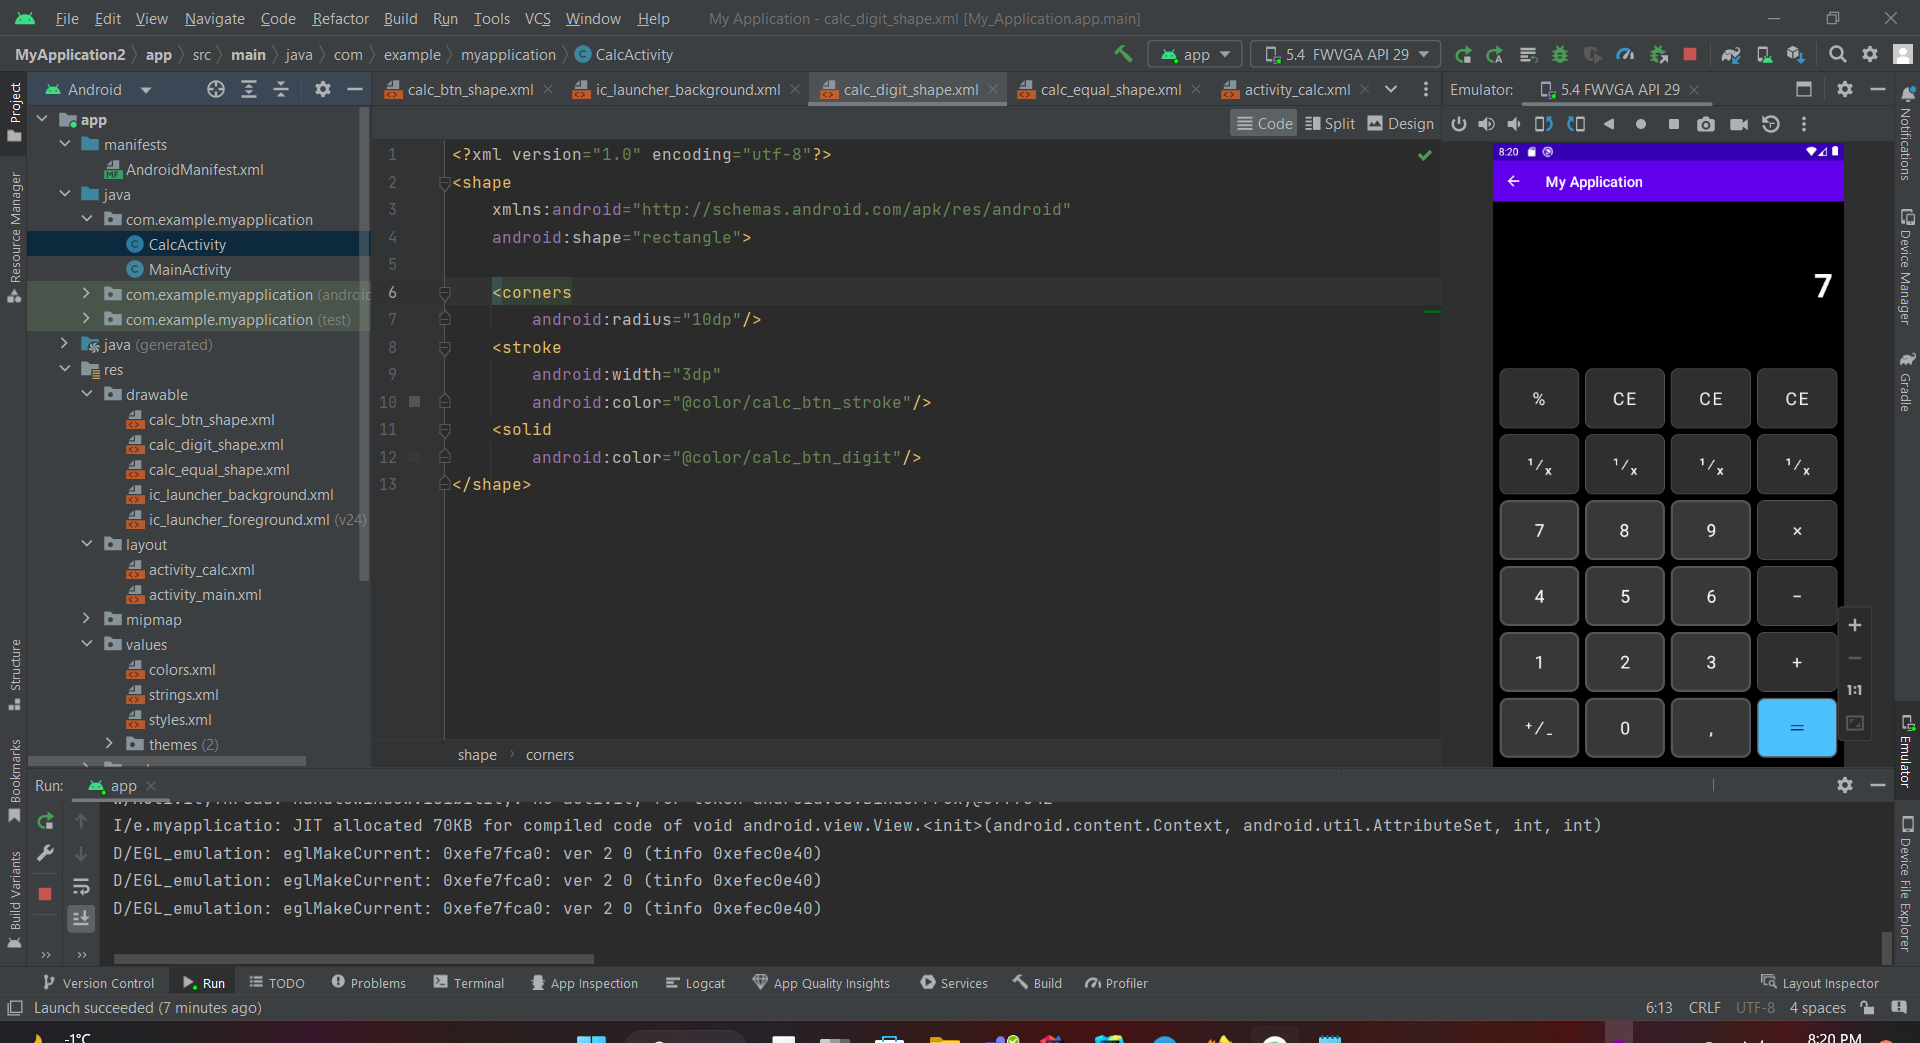 File Edit View Navigate Code Refactor Build Run Tools VCS Window Help My Application - calc_digit_shape.xml [My_Application.app.main]
MyApplication2 app src main java com example myapplication CalcActivity app 5.4 FWVGA API 29
Project
Resource Manager
Structure
Bookmarks
Build Variants
Android
app
manifests
AndroidManifest.xml
java
com.example.myapplication
CalcActivity
MainActivity
com.example.myapplication (androi
com.example.myapplication (test)
java (generated)
res
drawable
calc_btn_shape.xml
calc_digit_shape.xml
calc_equal_shape.xml
ic_launcher_background.xml
ic_launcher_foreground.xml (v24)
layout
activity_calc.xml
activity_main.xml
mipmap
values
colors.xml
strings.xml
styles.xml
themes (2)
calc_btn_shape.xml ic_launcher_background.xml calc_digit_shape.xml calc_equal_shape.xml activity_calc.xml
Code Split Design
1 <?xml version="1.0" encoding="utf-8"?>
2 <shape
3 xmlns:android="http://schemas.android.com/apk/res/android"
4 android:shape="rectangle">
5
6 <corners
7 android:radius="10dp"/>
8 <stroke
9 android:width="3dp"
10 android:color="@color/calc_btn_stroke"/>
11 <solid
12 android:color="@color/calc_btn_digit"/>
13 </shape>
shape corners
Emulator: 5.4 FWVGA API 29
8:20
My Application
7
% CE CE CE
1/x 1/x 1/x 1/x
7 8 9 ×
4 5 6 −
1 2 3 +
+/- 0 , =
1:1
Notifications
Device Manager
Gradle
Emulator
Device File Explorer
Run: app
I/e.myapplicatio: JIT allocated 70KB for compiled code of void android.view.View.<init>(android.content.Context, android.util.AttributeSet, int, int)
D/EGL_emulation: eglMakeCurrent: 0xefe7fca0: ver 2 0 (tinfo 0xefec0e40)
D/EGL_emulation: eglMakeCurrent: 0xefe7fca0: ver 2 0 (tinfo 0xefec0e40)
D/EGL_emulation: eglMakeCurrent: 0xefe7fca0: ver 2 0 (tinfo 0xefec0e40)
Version Control Run TODO Problems Terminal App Inspection Logcat App Quality Insights Services Build Profiler Layout Inspector
Launch succeeded (7 minutes ago) 6:13 CRLF UTF-8 4 spaces
-1°C 8:20 PM